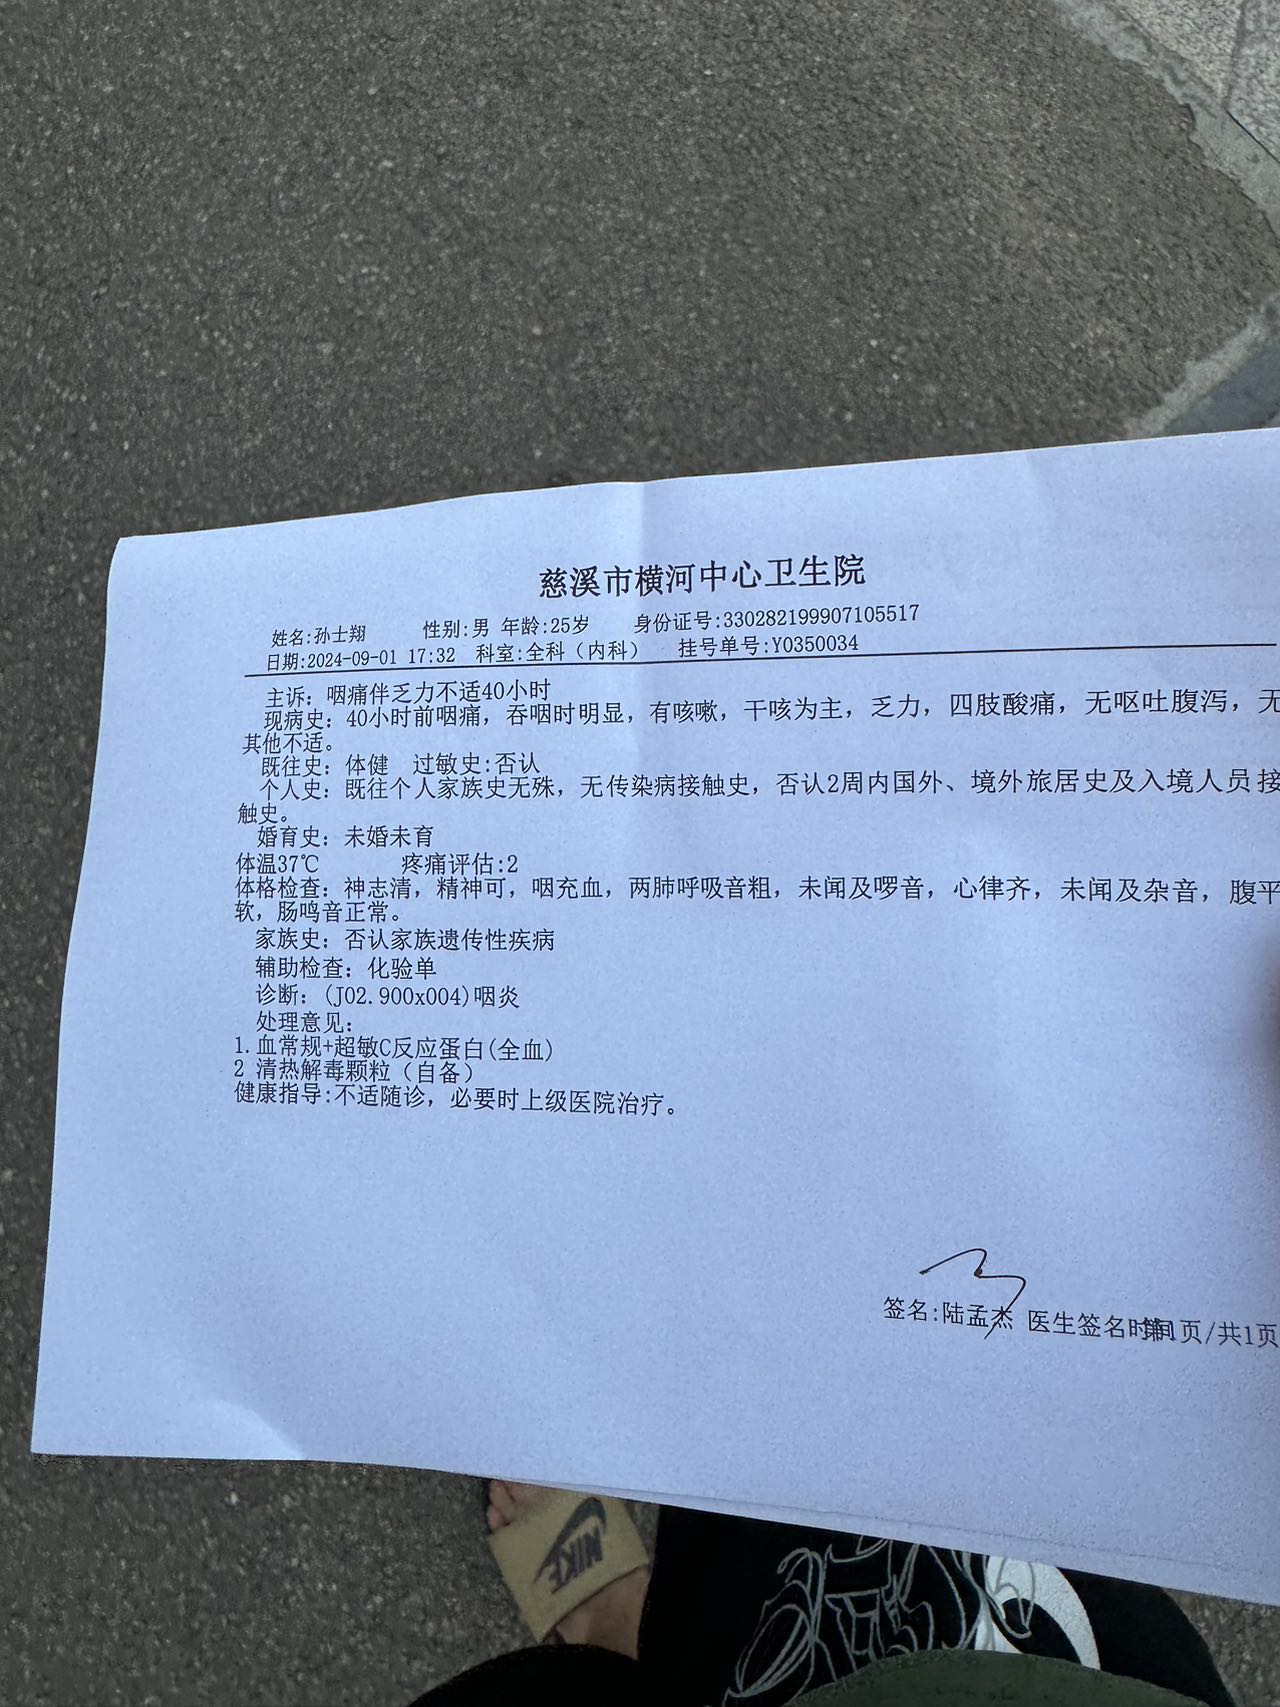 慈溪市横河中心卫生院
姓名:孙士翔 性别:男 年龄:25岁 身份证号:330282199907105517
日期:2024-09-01 17:32 科室:全科（内科） 挂号单号:Y0350034
主诉：咽痛伴乏力不适40小时
现病史：40小时前咽痛，吞咽时明显，有咳嗽，干咳为主，乏力，四肢酸痛，无呕吐腹泻，无
其他不适。
既往史：体健 过敏史:否认
个人史：既往个人家族史无殊，无传染病接触史，否认2周内国外、境外旅居史及入境人员接
触史。
婚育史：未婚未育
体温37℃ 疼痛评估:2
体格检查：神志清，精神可，咽充血，两肺呼吸音粗，未闻及啰音，心律齐，未闻及杂音，腹平
软，肠鸣音正常。
家族史：否认家族遗传性疾病
辅助检查：化验单
诊断：(J02.900x004)咽炎
处理意见：
1.血常规+超敏C反应蛋白(全血)
2 清热解毒颗粒（自备）
健康指导:不适随诊，必要时上级医院治疗。
签名:陆孟杰 医生签名时间第1页/共1页
NIKE